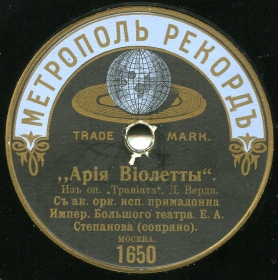 МЕТРОПОЛЬ РЕКОРДЪ
TRADE MARK.
„Арія Віолетты“.
Изъ оп. „Травіата“, Д. Верди.
Съ ак. орк. исп. примадонна
Импер. Большого театра Е. А.
Степанова (сопрано).
МОСКВА.
1650